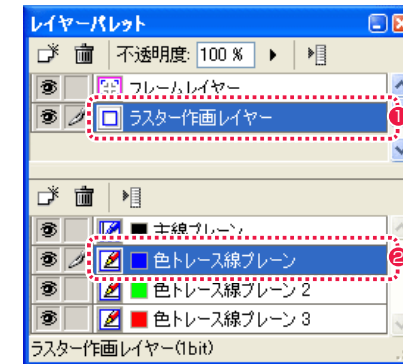 レイヤーパレット
不透明度: 100 %
フレームレイヤー
ラスター作画レイヤー
1
主線プレーン
色トレース線プレーン
2
色トレース線プレーン 2
色トレース線プレーン 3
ラスター作画レイヤー(1bit)